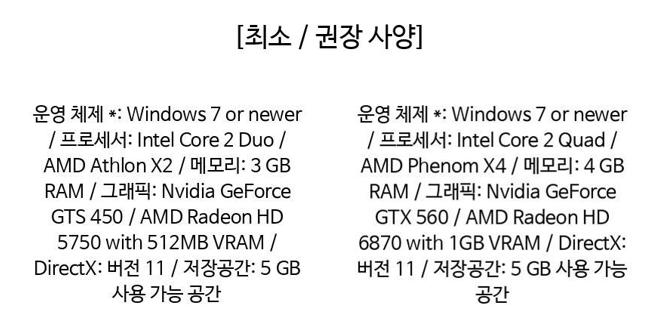 [최소 / 권장 사양]
운영 체제 *: Windows 7 or newer
/ 프로세서: Intel Core 2 Duo /
AMD Athlon X2 / 메모리: 3 GB
RAM / 그래픽: Nvidia GeForce
GTS 450 / AMD Radeon HD
5750 with 512MB VRAM /
DirectX: 버전 11 / 저장공간: 5 GB
사용 가능 공간
운영 체제 *: Windows 7 or newer
/ 프로세서: Intel Core 2 Quad /
AMD Phenom X4 / 메모리: 4 GB
RAM / 그래픽: Nvidia GeForce
GTX 560 / AMD Radeon HD
6870 with 1GB VRAM / DirectX:
버전 11 / 저장공간: 5 GB 사용 가능
공간